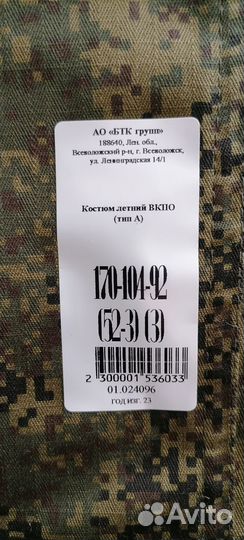 АО «БТК групп»
188640, Лен. обл.,
Всеволожский р-н, г. Всеволожск,
ул. Ленинградская 14/1
Костюм летний ВКПО
(тип А)
170-104-92
(52-3) (3)
2 300001 536033
01.024096
ГОД ИЗГ. 23
Avito